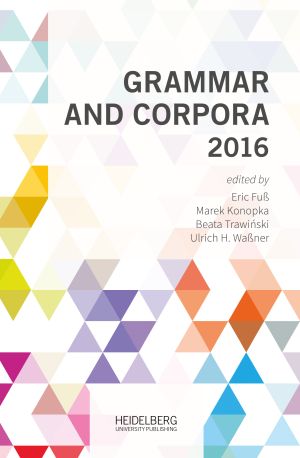 GRAMMAR
AND CORPORA
2016
edited by
Eric Fuß
Marek Konopka
Beata Trawiński
Ulrich H. Waßner
HEIDELBERG
UNIVERSITY PUBLISHING